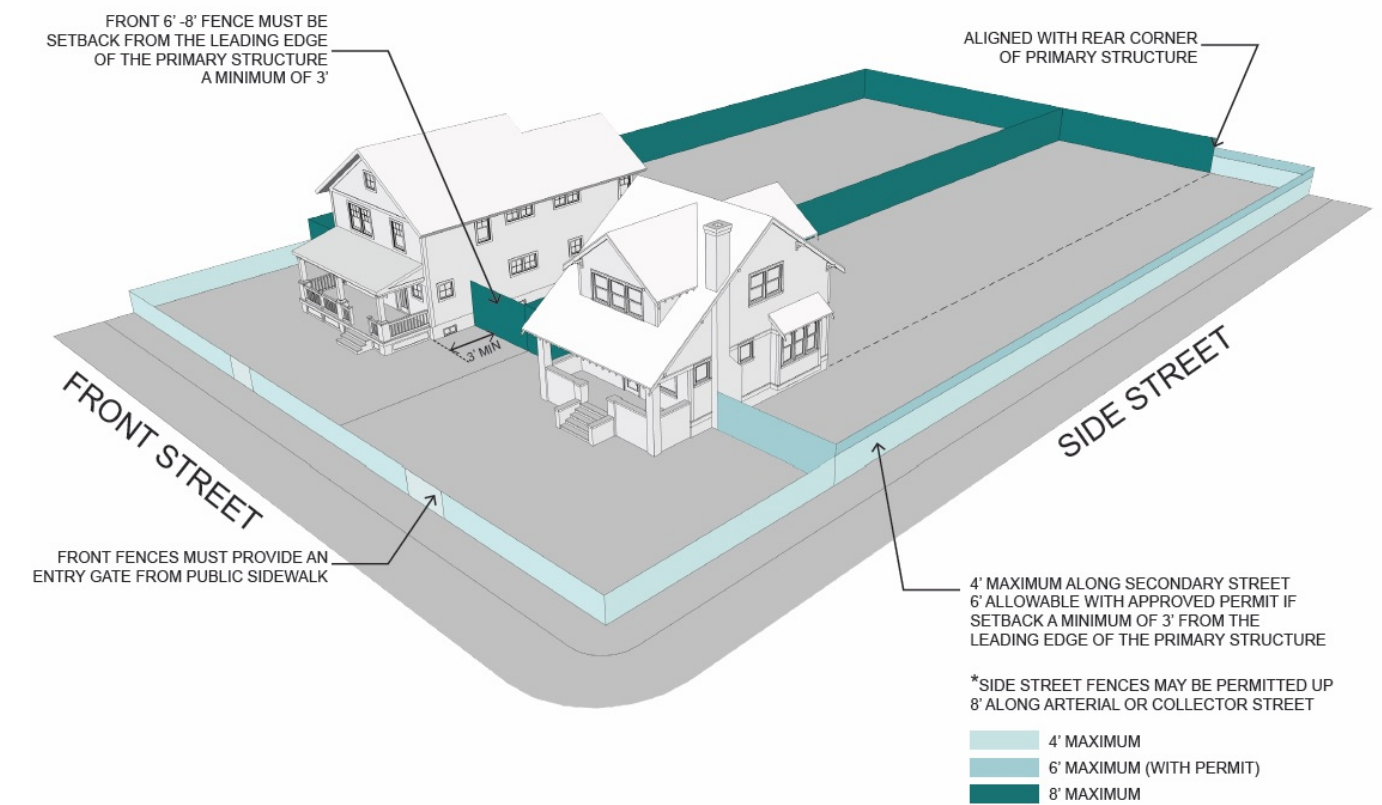 FRONT 6' -8' FENCE MUST BE
SETBACK FROM THE LEADING EDGE
OF THE PRIMARY STRUCTURE
A MINIMUM OF 3'
ALIGNED WITH REAR CORNER
OF PRIMARY STRUCTURE
3' MIN
FRONT STREET
SIDE STREET
FRONT FENCES MUST PROVIDE AN
ENTRY GATE FROM PUBLIC SIDEWALK
4' MAXIMUM ALONG SECONDARY STREET
6' ALLOWABLE WITH APPROVED PERMIT IF
SETBACK A MINIMUM OF 3' FROM THE
LEADING EDGE OF THE PRIMARY STRUCTURE
*SIDE STREET FENCES MAY BE PERMITTED UP
8' ALONG ARTERIAL OR COLLECTOR STREET
4' MAXIMUM
6' MAXIMUM (WITH PERMIT)
8' MAXIMUM